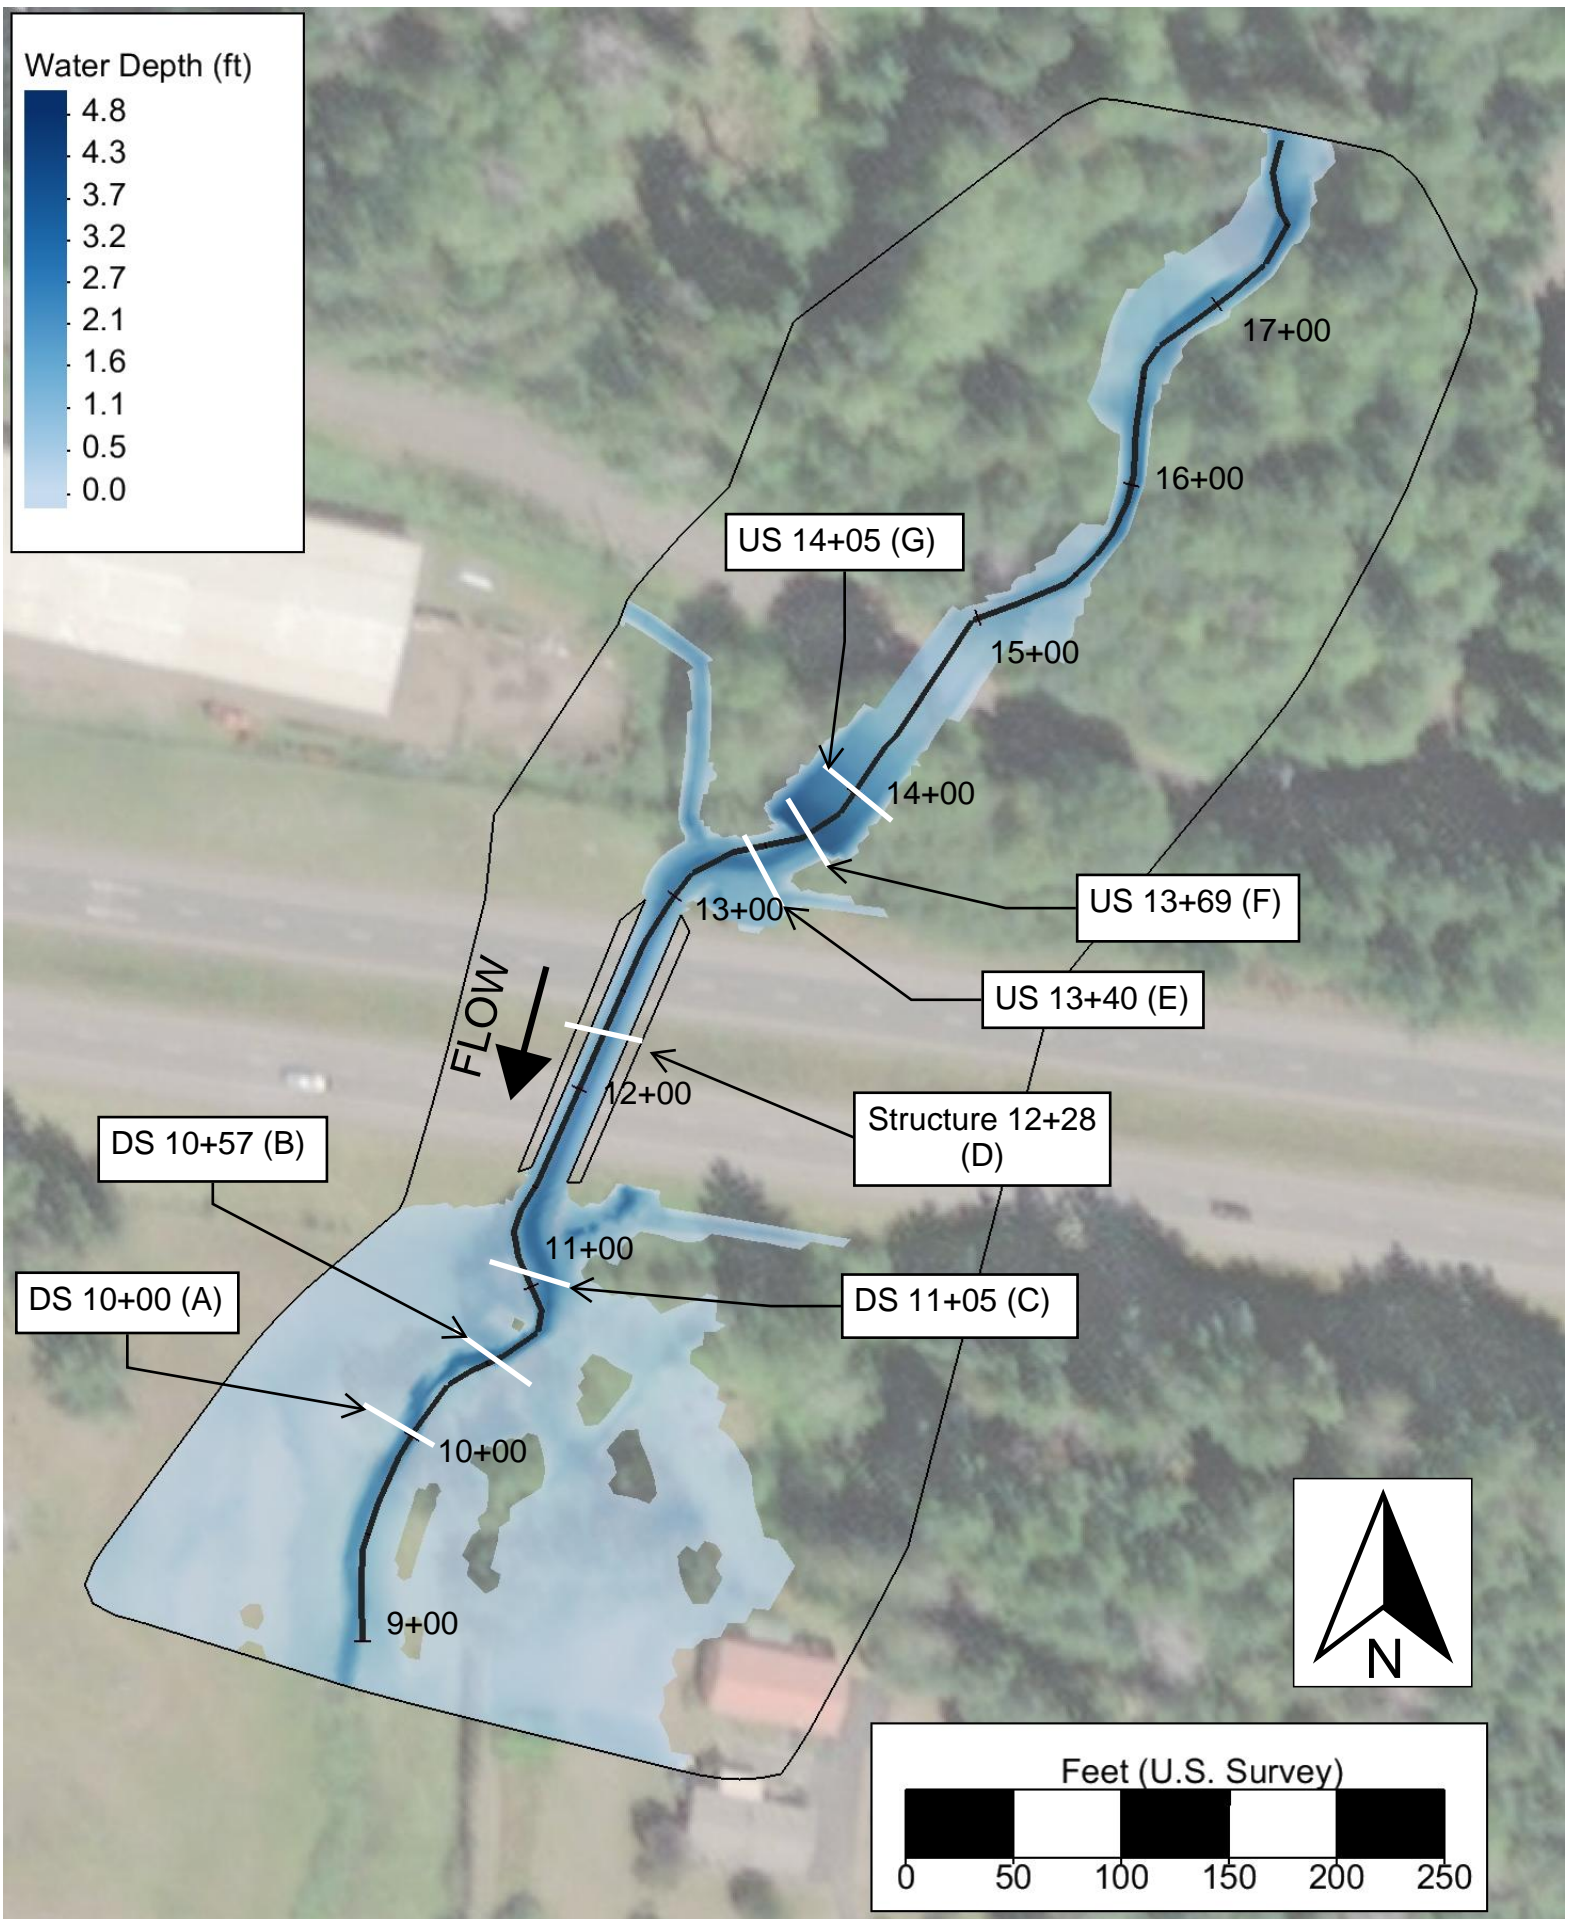 Water Depth (ft)
4.8
4.3
3.7
3.2
2.7
2.1
1.6
1.1
0.5
0.0
17+00
16+00
US 14+05 (G)
15+00
14+00
US 13+69 (F)
13+00
US 13+40 (E)
FLOW
12+00
Structure 12+28
(D)
DS 10+57 (B)
11+00
DS 10+00 (A)
DS 11+05 (C)
10+00
9+00
N
Feet (U.S. Survey)
0 50 100 150 200 250